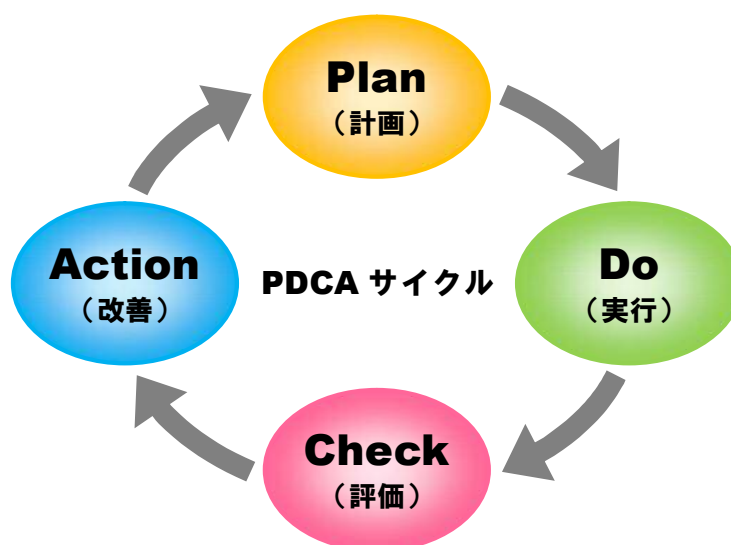 Plan
（計画）
Do
（実行）
Check
（評価）
Action
（改善）
PDCA サイクル